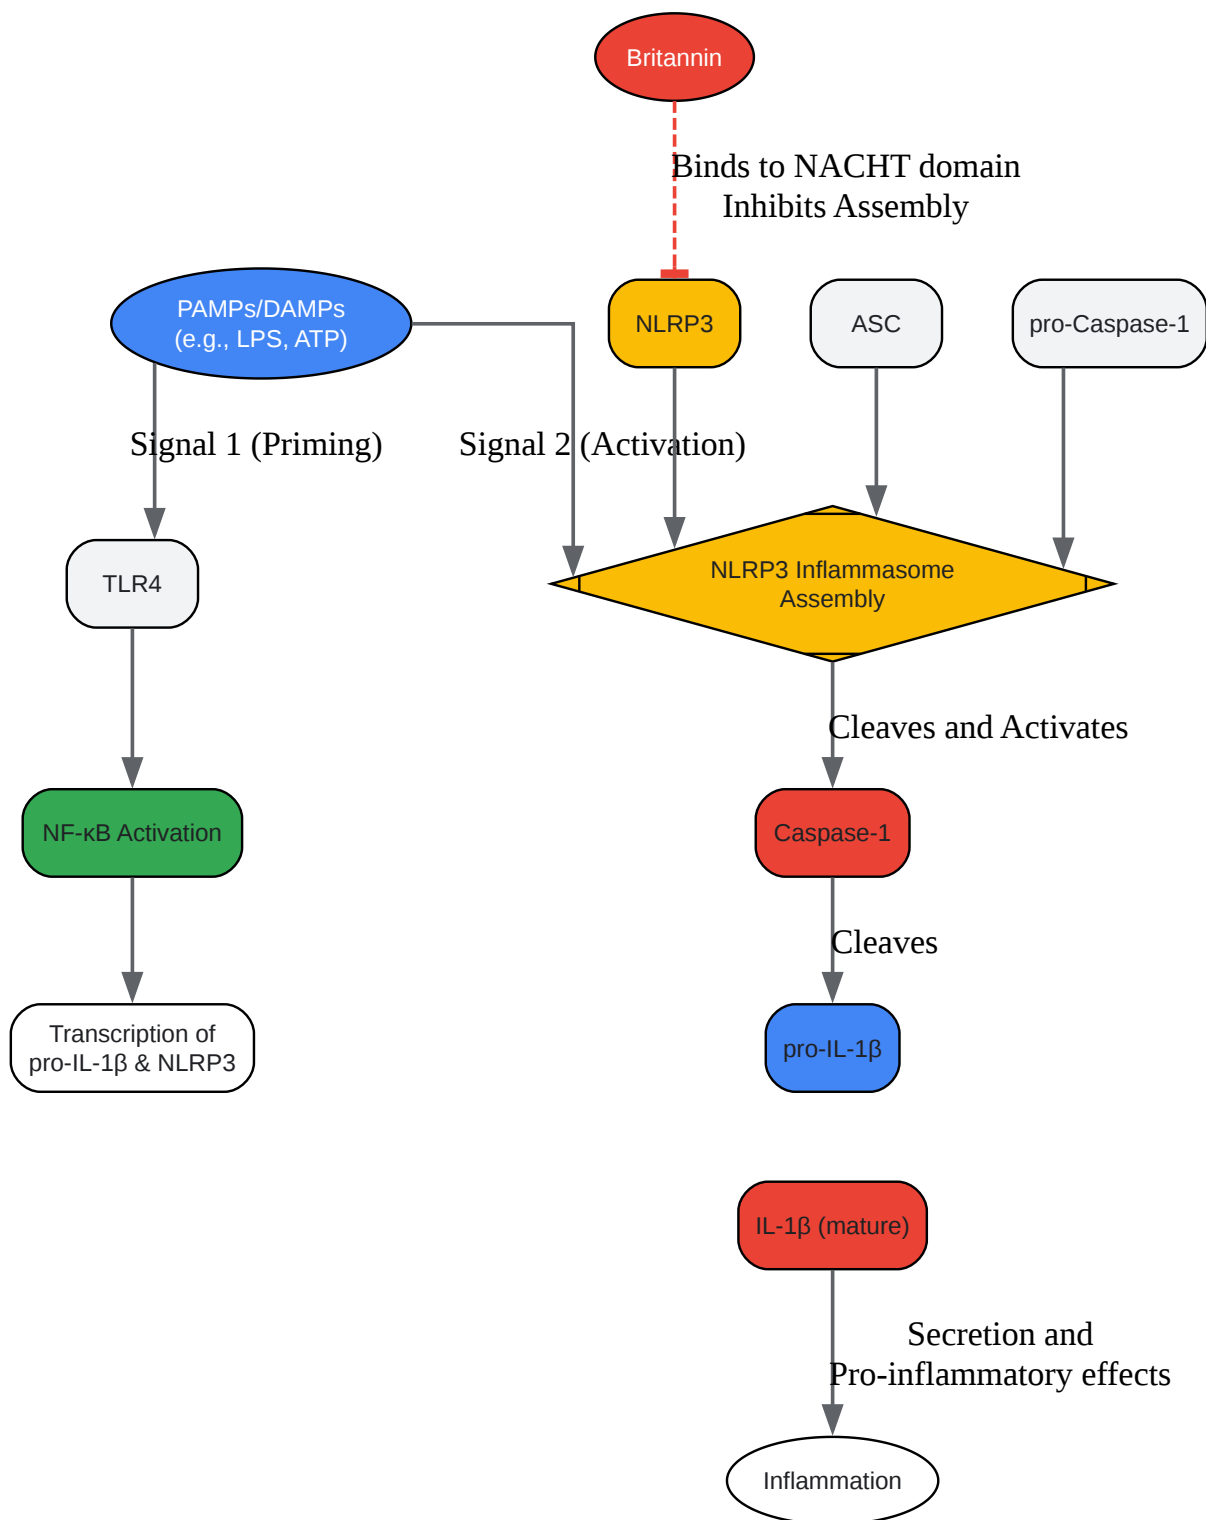 Britannin
Binds to NACHT domain
Inhibits Assembly
PAMPs/DAMPs
(e.g., LPS, ATP)
NLRP3
ASC
pro-Caspase-1
Signal 1 (Priming)
Signal 2 (Activation)
TLR4
NLRP3 Inflammasome
Assembly
Cleaves and Activates
NF-κB Activation
Caspase-1
Cleaves
Transcription of
pro-IL-1β & NLRP3
pro-IL-1β
IL-1β (mature)
Secretion and
Pro-inflammatory effects
Inflammation